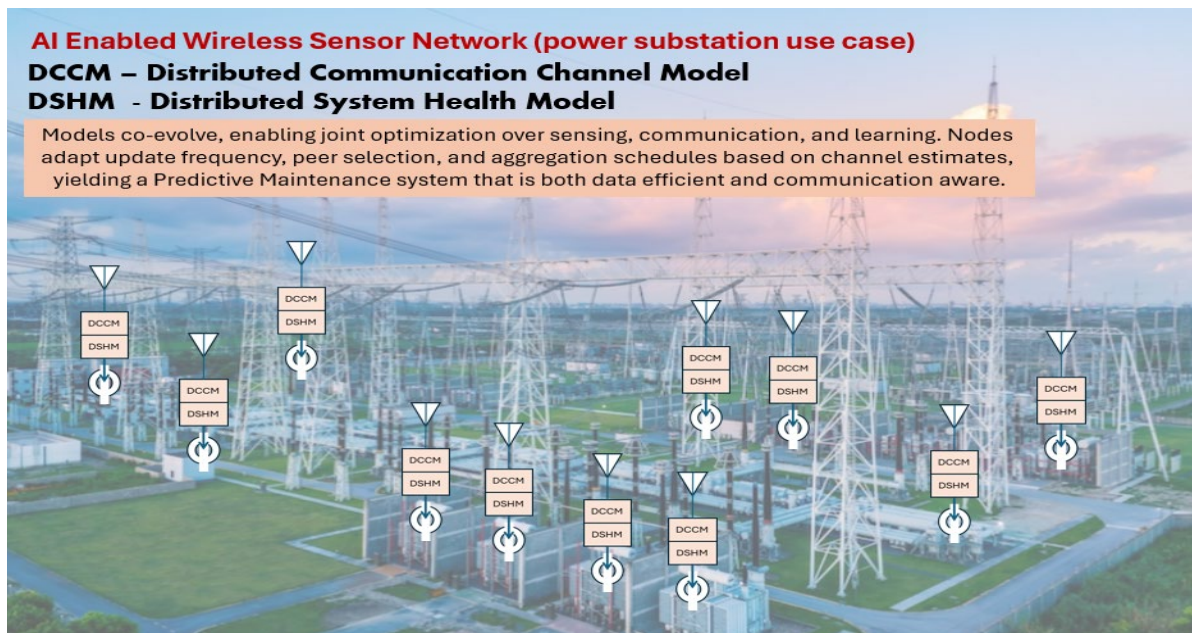 AI Enabled Wireless Sensor Network (power substation use case)
DCCM – Distributed Communication Channel Model
DSHM - Distributed System Health Model
Models co-evolve, enabling joint optimization over sensing, communication, and learning. Nodes
adapt update frequency, peer selection, and aggregation schedules based on channel estimates,
yielding a Predictive Maintenance system that is both data efficient and communication aware.
DCCM
DSHM
DCCM
DSHM
DCCM
DSHM
DCCM
DSHM
DCCM
DSHM
DCCM
DSHM
DCCM
DSHM
DCCM
DSHM
DCCM
DSHM
DCCM
DSHM
DCCM
DSHM